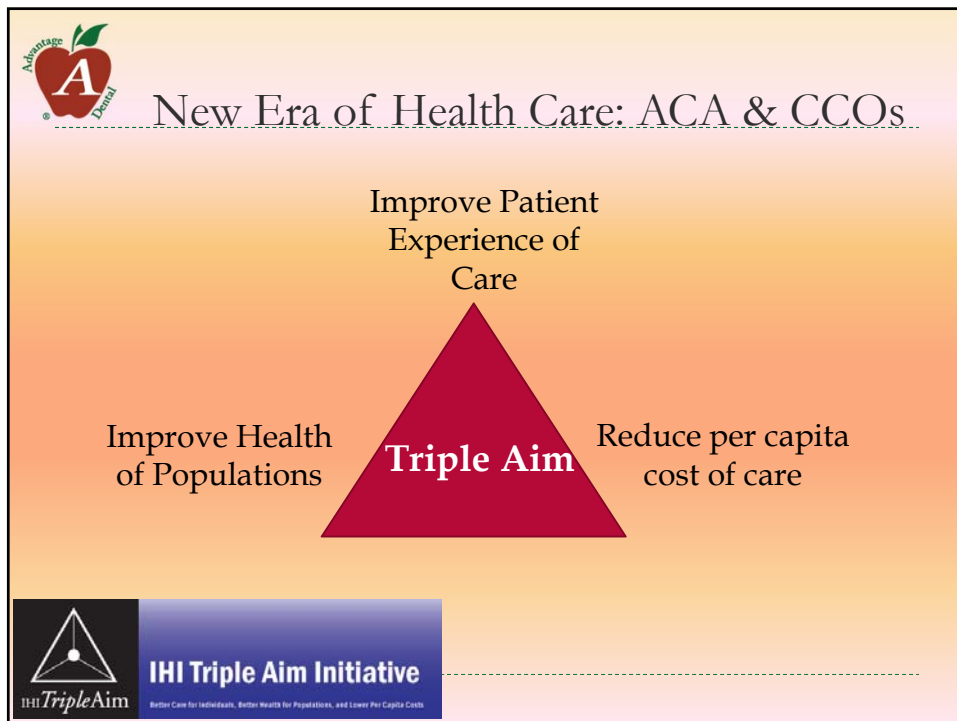 Advantage
A
Dental
®
New Era of Health Care: ACA & CCOs
Improve Patient
Experience of
Care
Improve Health
of Populations
Triple Aim
Reduce per capita
cost of care
IHI TripleAim
IHI Triple Aim Initiative
Better Care for Individuals, Better Health for Populations, and Lower Per Capita Costs